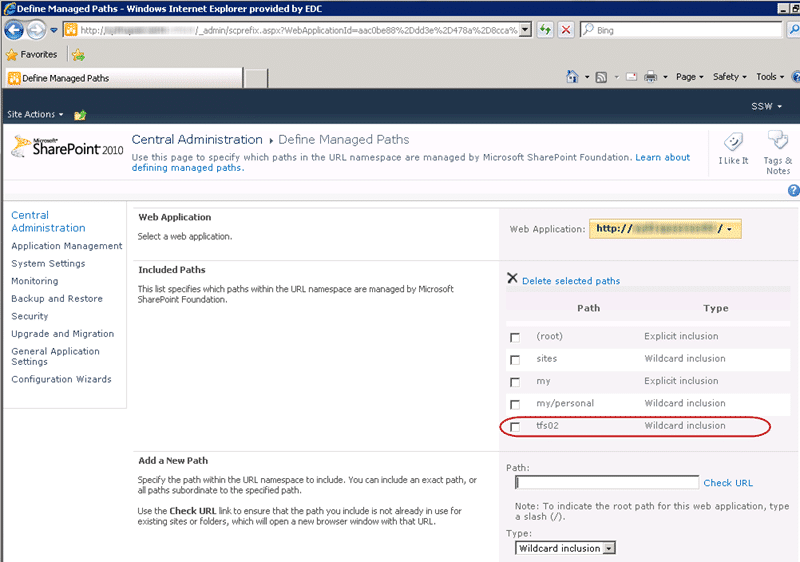 Define Managed Paths - Windows Internet Explorer provided by EDC
http:// /_admin/scprefix.aspx?WebApplicationId=aac0be88%2Ddd3e%2D478a%2D8cca%
Bing
Favorites
Define Managed Paths
Page Safety Tools
Site Actions
SSW
Microsoft
SharePoint 2010
Central Administration Define Managed Paths
Use this page to specify which paths in the URL namespace are managed by Microsoft SharePoint Foundation. Learn about
defining managed paths.
I Like It
Tags &
Notes
Central
Administration
Application Management
System Settings
Monitoring
Backup and Restore
Security
Upgrade and Migration
General Application
Settings
Configuration Wizards
Web Application
Select a web application.
Web Application: http:// /
Included Paths
This list specifies which paths within the URL namespace are managed by Microsoft
SharePoint Foundation.
Delete selected paths
Path Type
(root) Explicit inclusion
sites Wildcard inclusion
my Explicit inclusion
my/personal Wildcard inclusion
tfs02 Wildcard inclusion
Add a New Path
Specify the path within the URL namespace to include. You can include an exact path, or
all paths subordinate to the specified path.
Use the Check URL link to ensure that the path you include is not already in use for
existing sites or folders, which will open a new browser window with that URL.
Path:
Check URL
Note: To indicate the root path for this web application, type
a slash (/).
Type:
Wildcard inclusion